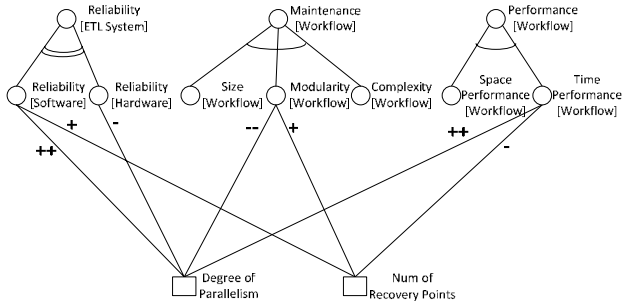 Reliability
[ETL System]
Maintenance
[Workflow]
Performance
[Workflow]
Reliability
[Software]
Reliability
[Hardware]
Size
[Workflow]
Modularity
[Workflow]
Complexity
[Workflow]
Space
Performance
[Workflow]
Time
Performance
[Workflow]
+
++
-
--
+
++
-
Degree of
Parallelism
Num of
Recovery Points